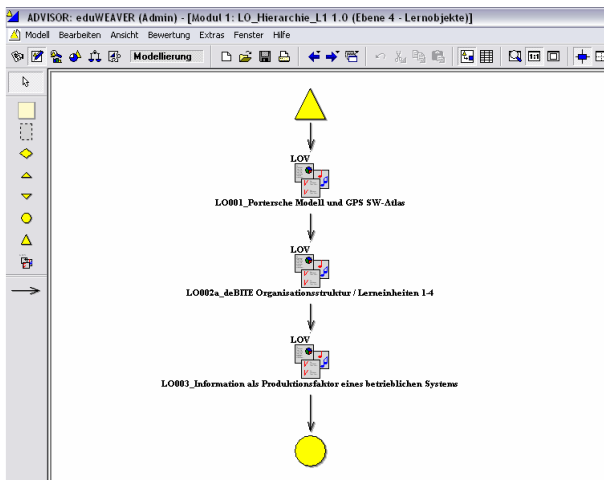 ADVISOR: eduWEAVER (Admin) - [Modul 1: LO_Hierarchie_L1 1.0 (Ebene 4 - Lernobjekte)]
Modell Bearbeiten Ansicht Bewertung Extras Fenster Hilfe
Modellierung
LOV
LO001_Portersche Modell und GPS SW-Atlas
LOV
LO002a_deBITE Organisationsstruktur / Lerneinheiten 1-4
LOV
LO003_Information als Produktionsfaktor eines betrieblichen Systems